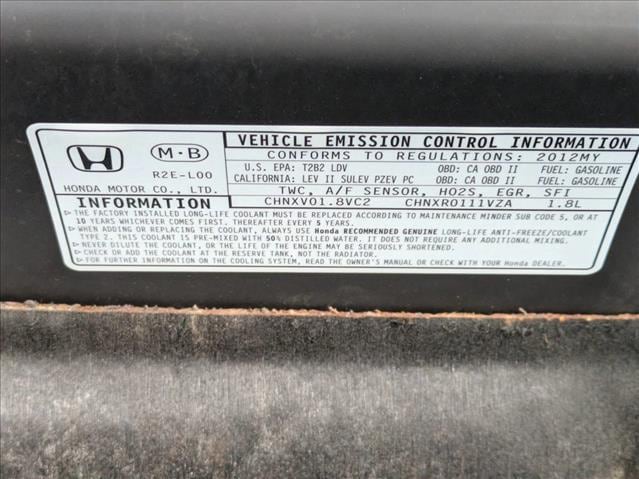 M-B
R2E-L00
HONDA MOTOR CO., LTD.
VEHICLE EMISSION CONTROL INFORMATION
CONFORMS TO REGULATIONS: 2012MY
U.S. EPA: T2B2 LDV OBD: CA OBD II FUEL: GASOLINE
CALIFORNIA: LEV II SULEV PZEV PC OBD: CA OBD II FUEL: GASOLINE
TWC, A/F SENSOR, HO2S, EGR, SFI
CHNXV01.8VC2 CHNXR0111VZA 1.8L
INFORMATION
THE FACTORY INSTALLED LONG-LIFE COOLANT MUST BE CHANGED ACCORDING TO MAINTENANCE MINDER SUB CODE 5, OR AT
10 YEARS WHICHEVER COMES FIRST. THEREAFTER EVERY 5 YEARS.
WHEN ADDING OR REPLACING THE COOLANT, ALWAYS USE Honda RECOMMENDED GENUINE LONG-LIFE ANTI-FREEZE/COOLANT
TYPE 2. THIS COOLANT IS PRE-MIXED WITH 50% DISTILLED WATER. IT DOES NOT REQUIRE ANY ADDITIONAL MIXING.
NEVER DILUTE THE COOLANT, OR THE LIFE OF THE ENGINE MAY BE SERIOUSLY SHORTENED.
CHECK OR ADD COOLANT AT THE RESERVE TANK, NOT THE RADIATOR.
FOR FURTHER INFORMATION ON THE COOLING SYSTEM, READ THE OWNER'S MANUAL OR CHECK WITH YOUR Honda DEALER.